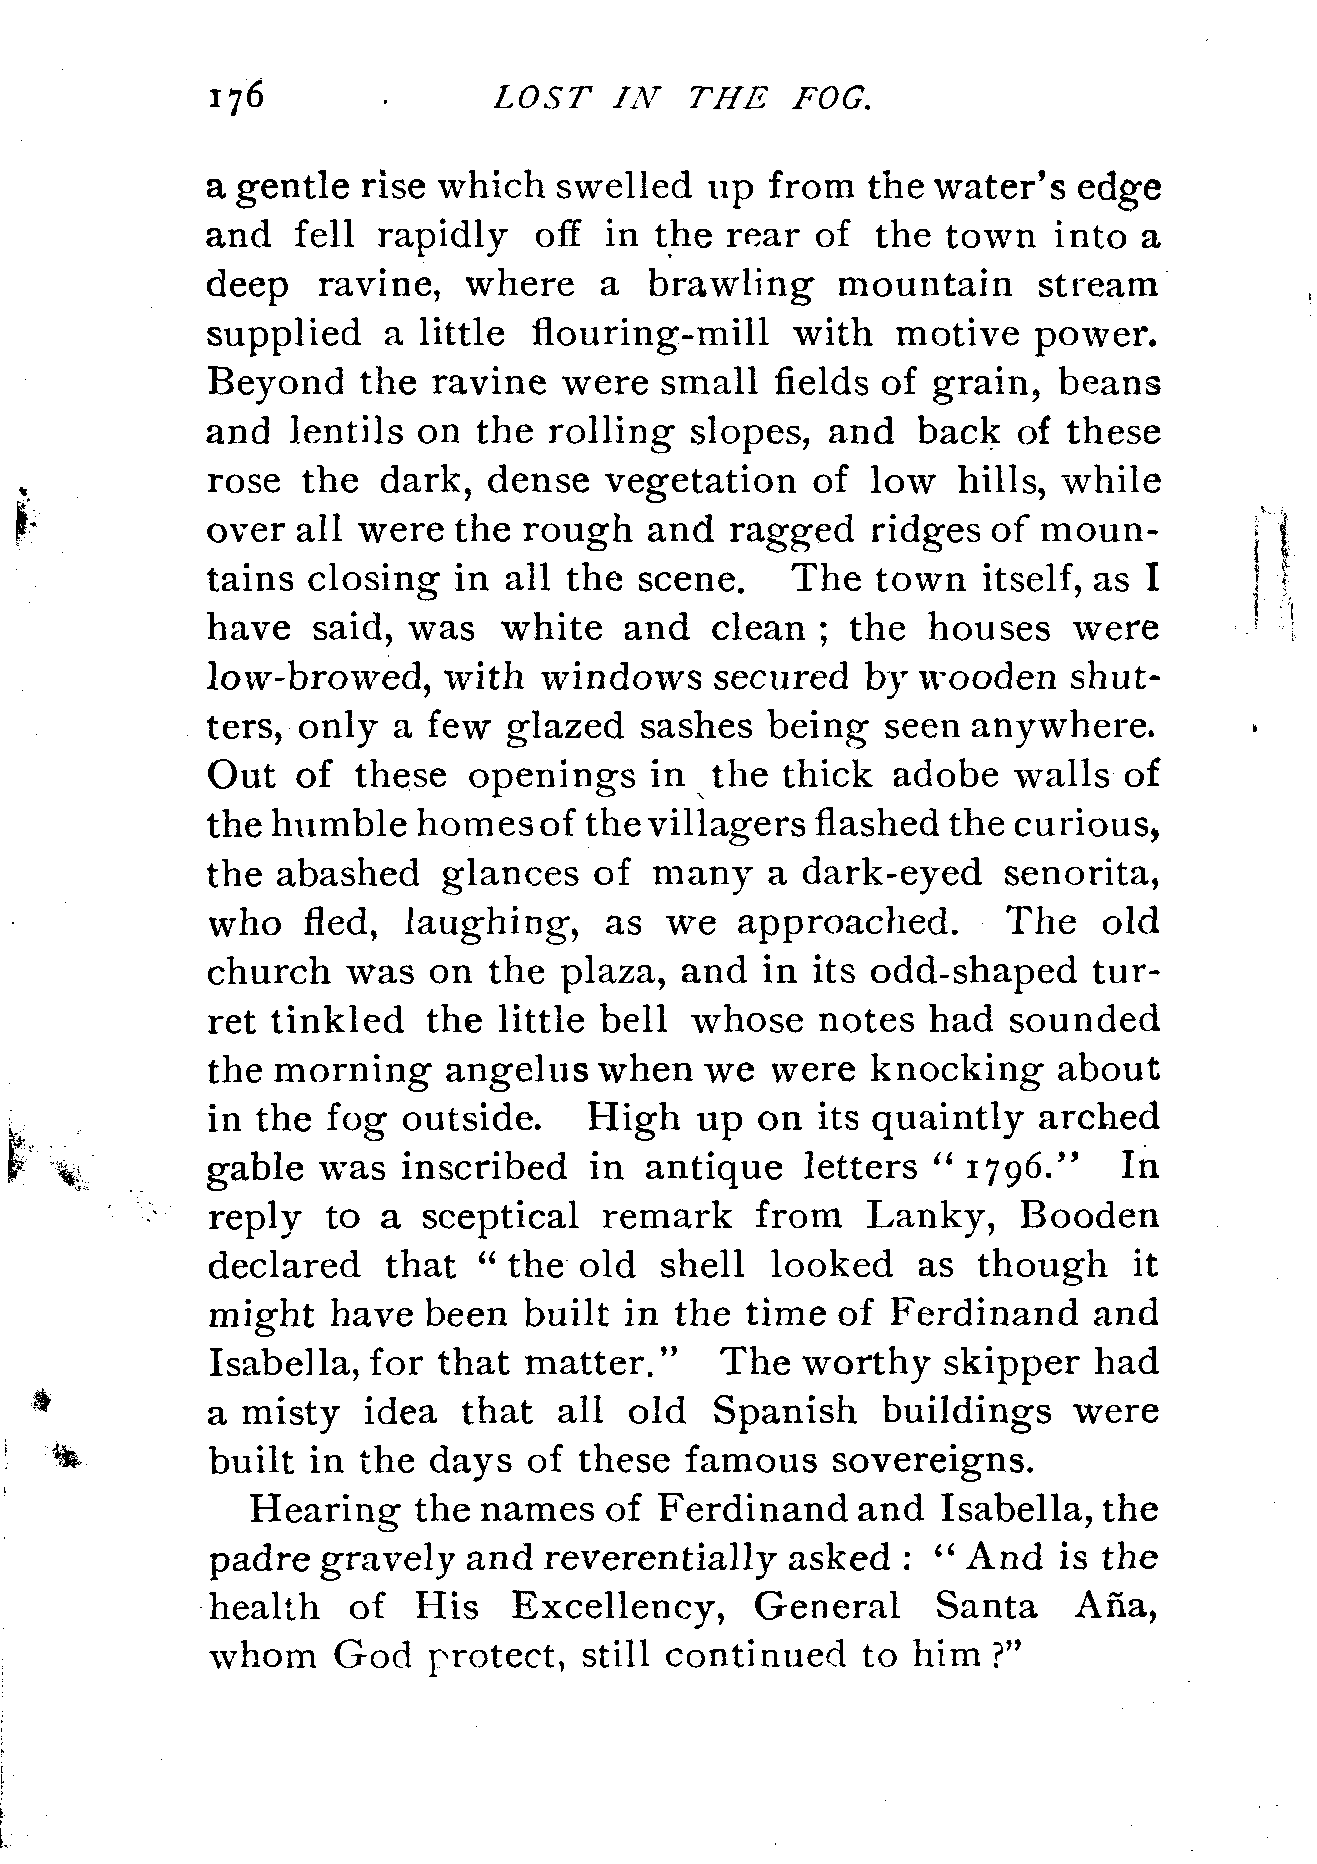 176 LOST IN THE FOG.
a gentle rise which swelled up from the water's edge
and fell rapidly off in the rear of the town into a
deep ravine, where a brawling mountain stream
supplied a little flouring-mill with motive power.
Beyond the ravine were small fields of grain, beans
and lentils on the rolling slopes, and back of these
rose the dark, dense vegetation of low hills, while
over all were the rough and ragged ridges of moun-
tains closing in all the scene. The town itself, as I
have said, was white and clean ; the houses were
low-browed, with windows secured by wooden shut-
ters, only a few glazed sashes being seen anywhere.
Out of these openings in the thick adobe walls of
the humble homes of the villagers flashed the curious,
the abashed glances of many a dark-eyed senorita,
who fled, laughing, as we approached. The old
church was on the plaza, and in its odd-shaped tur-
ret tinkled the little bell whose notes had sounded
the morning angelus when we were knocking about
in the fog outside. High up on its quaintly arched
gable was inscribed in antique letters " 1796." In
reply to a sceptical remark from Lanky, Booden
declared that " the old shell looked as though it
might have been built in the time of Ferdinand and
Isabella, for that matter." The worthy skipper had
a misty idea that all old Spanish buildings were
built in the days of these famous sovereigns.
Hearing the names of Ferdinand and Isabella, the
padre gravely and reverentially asked : " And is the
health of His Excellency, General Santa Aña,
whom God protect, still continued to him ?"